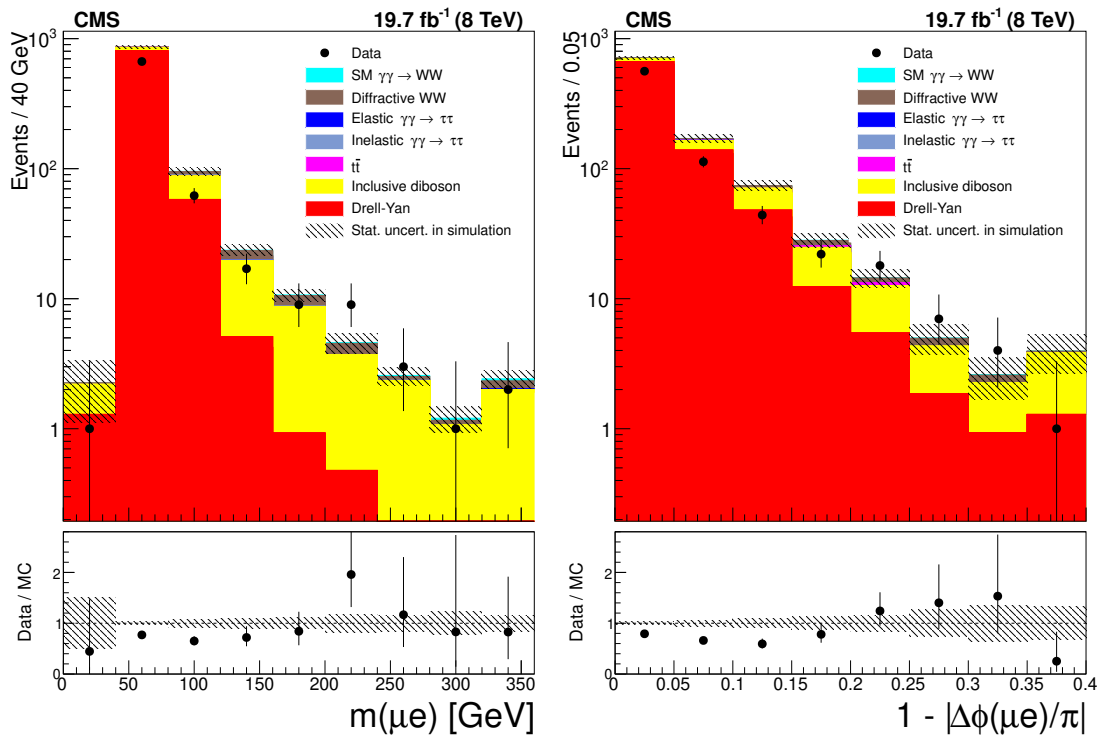 CMS 19.7 fb⁻¹ (8 TeV)
Events / 40 GeV
10³
10²
10
1
Data
SM γγ → WW
Diffractive WW
Elastic γγ → ττ
Inelastic γγ → ττ
tt̄
Inclusive diboson
Drell-Yan
Stat. uncert. in simulation
Data / MC
2
1
0
0 50 100 150 200 250 300 350
m(μe) [GeV]
CMS 19.7 fb⁻¹ (8 TeV)
Events / 0.05
10³
10²
10
1
Data
SM γγ → WW
Diffractive WW
Elastic γγ → ττ
Inelastic γγ → ττ
tt̄
Inclusive diboson
Drell-Yan
Stat. uncert. in simulation
Data / MC
2
1
0
0 0.05 0.1 0.15 0.2 0.25 0.3 0.35 0.4
1 - |Δϕ(μe)/π|